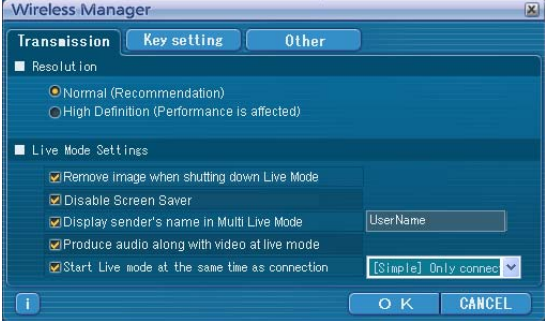 Wireless Manager
Transmission Key setting Other
Resolution
Normal (Recommendation)
High Definition (Performance is affected)
Live Mode Settings
Remove image when shutting down Live Mode
Disable Screen Saver
Display sender's name in Multi Live Mode UserName
Produce audio along with video at live mode
Start Live mode at the same time as connection [Simple] Only connec
i OK CANCEL